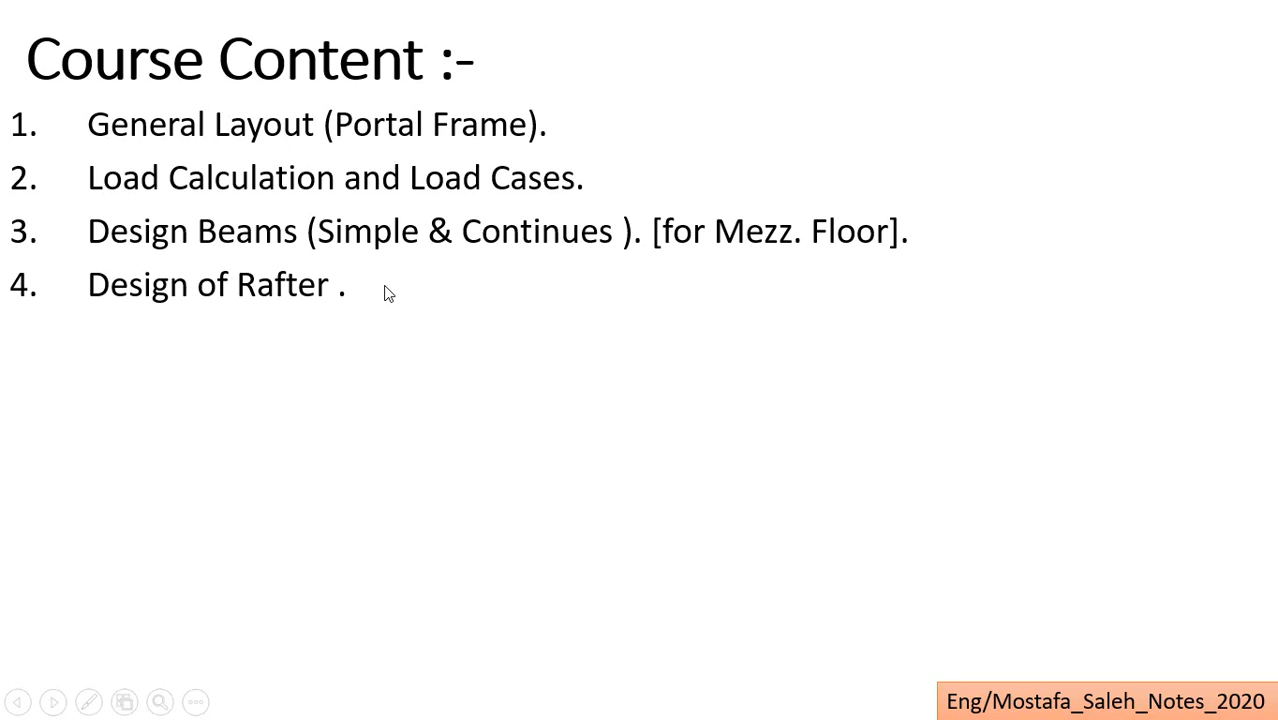 Course Content :-
1. General Layout (Portal Frame).
2. Load Calculation and Load Cases.
3. Design Beams (Simple & Continues ). [for Mezz. Floor].
4. Design of Rafter .
Eng/Mostafa_Saleh_Notes_2020